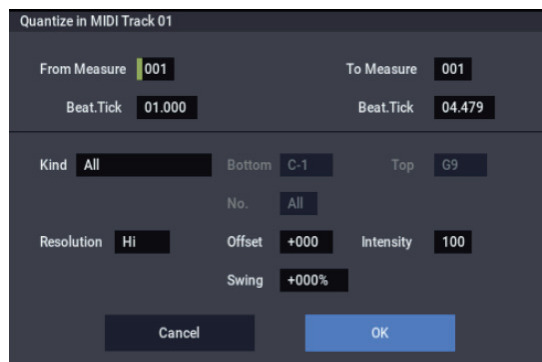 Quantize in MIDI Track 01
From Measure 001 To Measure 001
Beat.Tick 01.000 Beat.Tick 04.479
Kind All Bottom C-1 Top G9
No. All
Resolution Hi Offset +000 Intensity 100
Swing +000%
Cancel OK